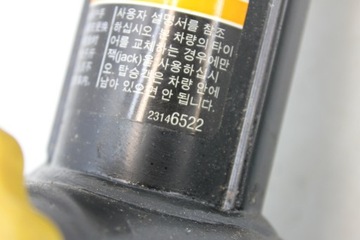 사용자 설명서를 참조
하십시오. 본 차량의 타이
어를 교체하는 경우에만
잭(jack)을 사용하십시
오. 탑승객은 차량 안에
남아 있으면 안 됩니다.
23146522